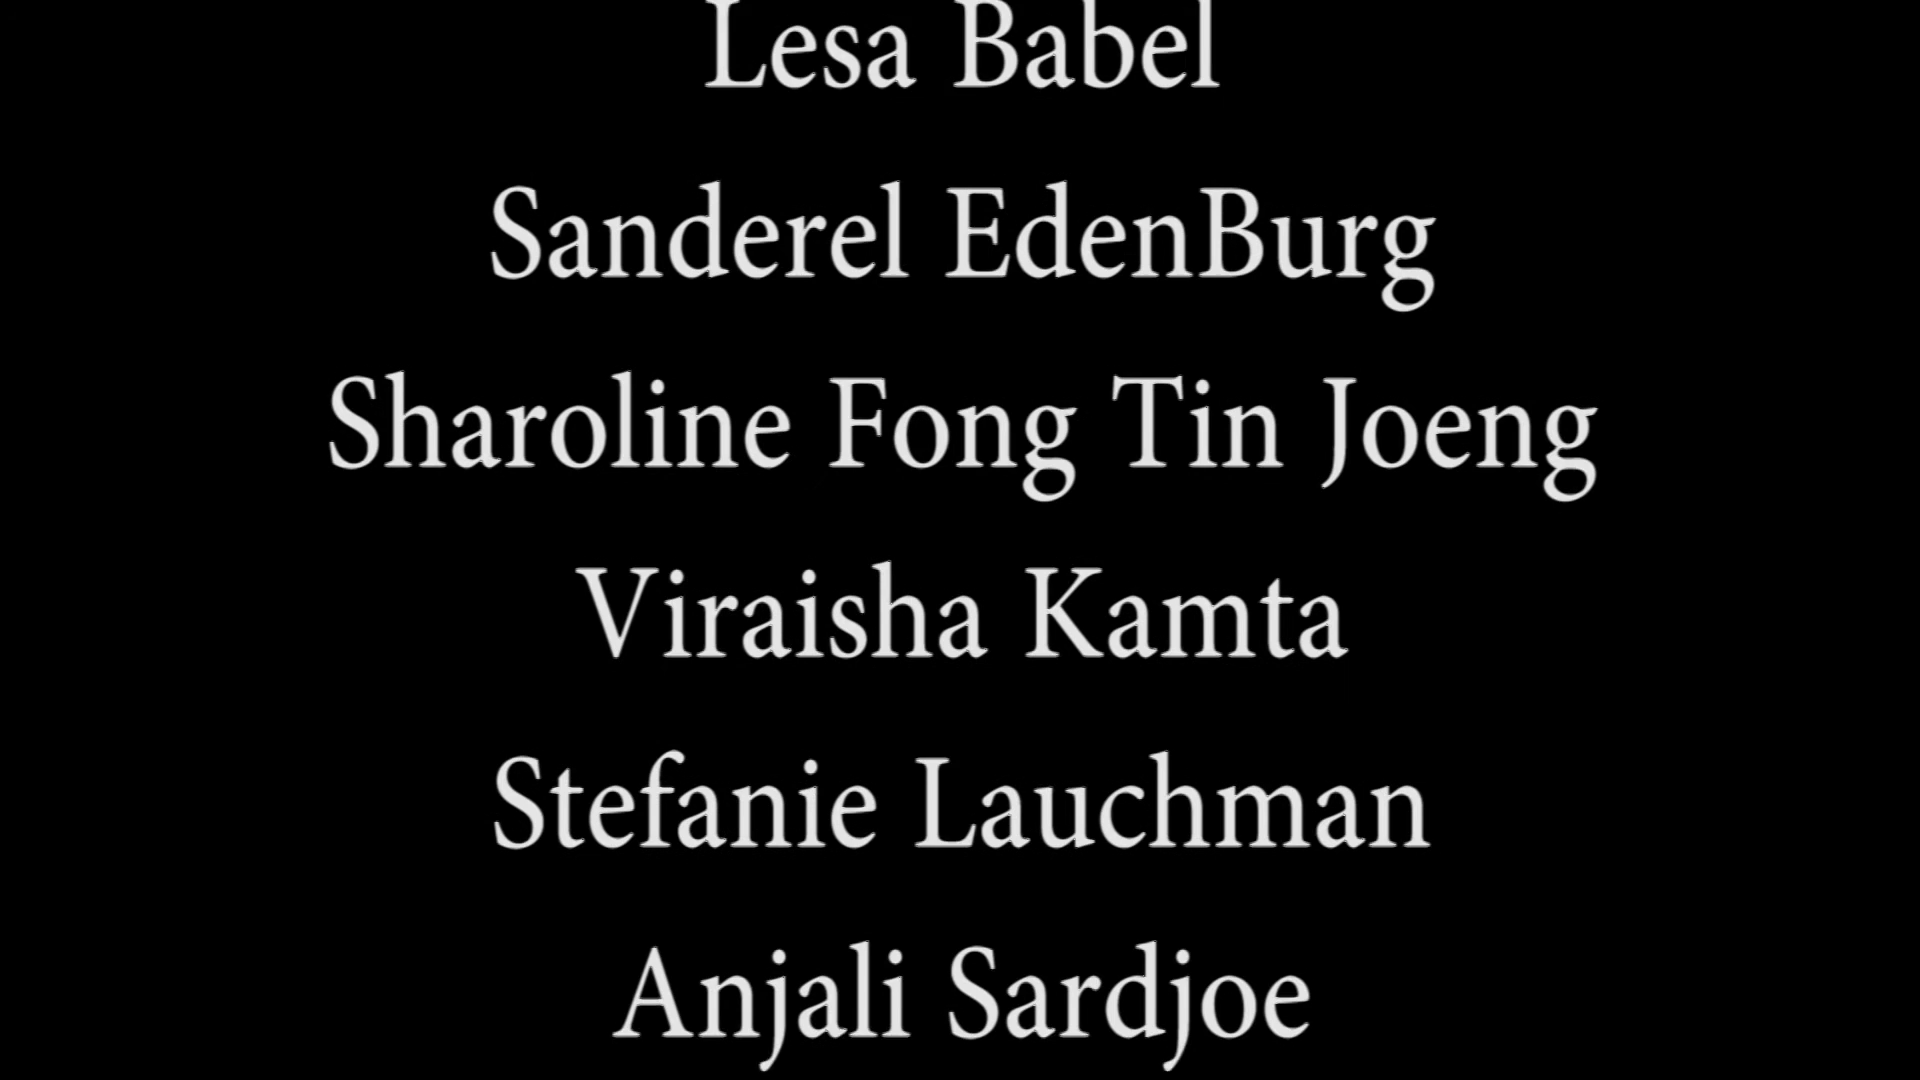 Lesa Babel
Sanderel EdenBurg
Sharoline Fong Tin Joeng
Viraisha Kamta
Stefanie Lauchman
Anjali Sardjoe